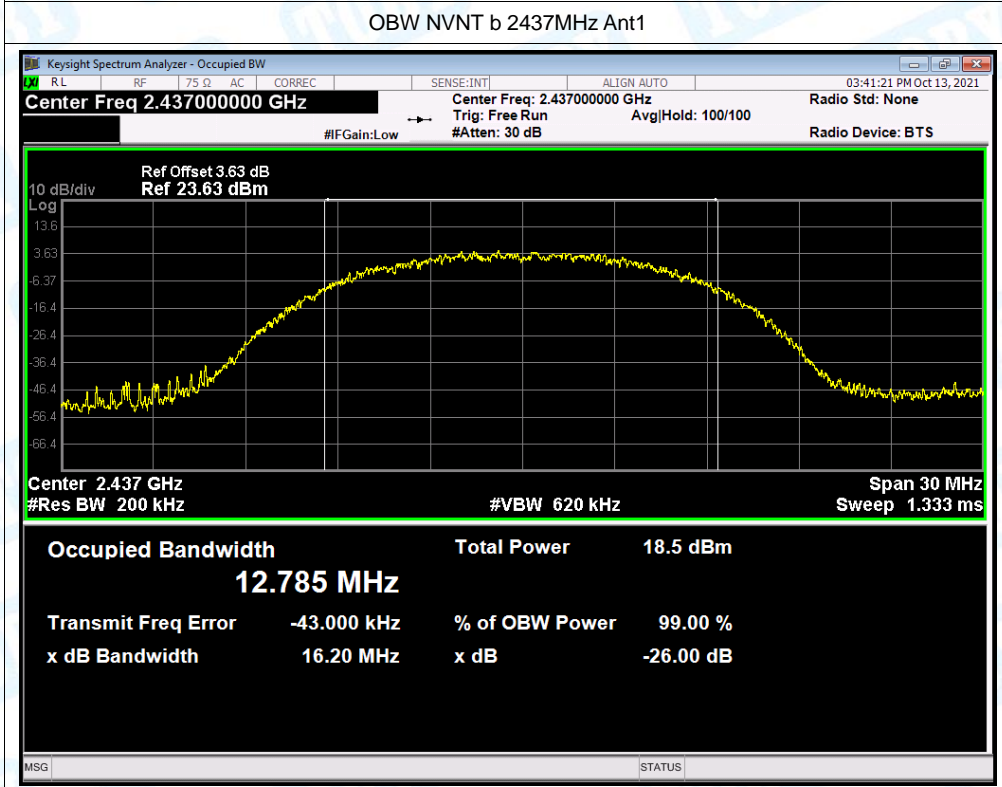 OBW NVNT b 2437MHz Ant1
Keysight Spectrum Analyzer - Occupied BW
LXI RL RF 75 Ω AC CORREC SENSE:INT ALIGN AUTO 03:41:21 PM Oct 13, 2021
Center Freq 2.437000000 GHz
Center Freq: 2.437000000 GHz
Radio Std: None
Trig: Free Run Avg|Hold: 100/100
#IFGain:Low
#Atten: 30 dB
Radio Device: BTS
Ref Offset 3.63 dB
10 dB/div Ref 23.63 dBm
Log
13.6
3.63
-6.37
-16.4
-26.4
-36.4
-46.4
-56.4
-66.4
Center 2.437 GHz Span 30 MHz
#Res BW 200 kHz #VBW 620 kHz Sweep 1.333 ms
Occupied Bandwidth Total Power 18.5 dBm
12.785 MHz
Transmit Freq Error -43.000 kHz % of OBW Power 99.00 %
x dB Bandwidth 16.20 MHz x dB -26.00 dB
MSG STATUS